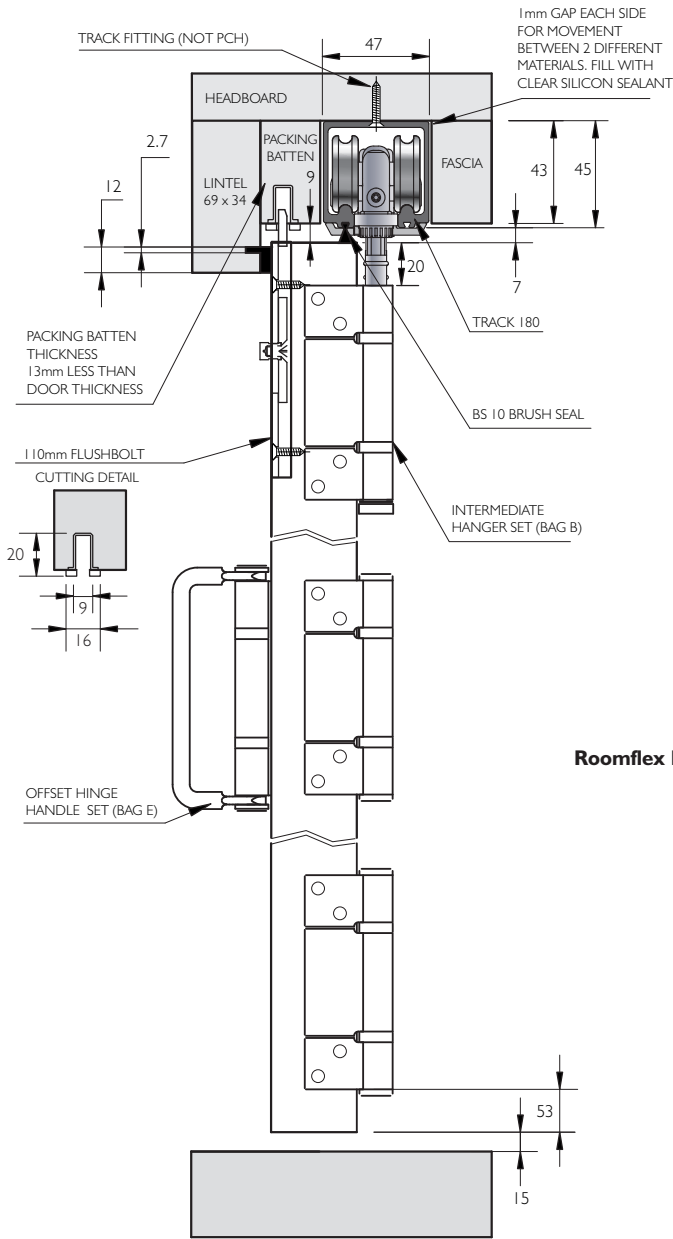 TRACK FITTING (NOT PCH)
47
1mm GAP EACH SIDE
FOR MOVEMENT
BETWEEN 2 DIFFERENT
MATERIALS. FILL WITH
CLEAR SILICON SEALANT
HEADBOARD
PACKING
BATTEN
FASCIA
LINTEL
69 x 34
9
43
45
2.7
12
20
7
TRACK 180
PACKING BATTEN
THICKNESS
13mm LESS THAN
DOOR THICKNESS
BS 10 BRUSH SEAL
110mm FLUSHBOLT
CUTTING DETAIL
INTERMEDIATE
HANGER SET (BAG B)
20
9
16
Roomflex
OFFSET HINGE
HANDLE SET (BAG E)
53
15